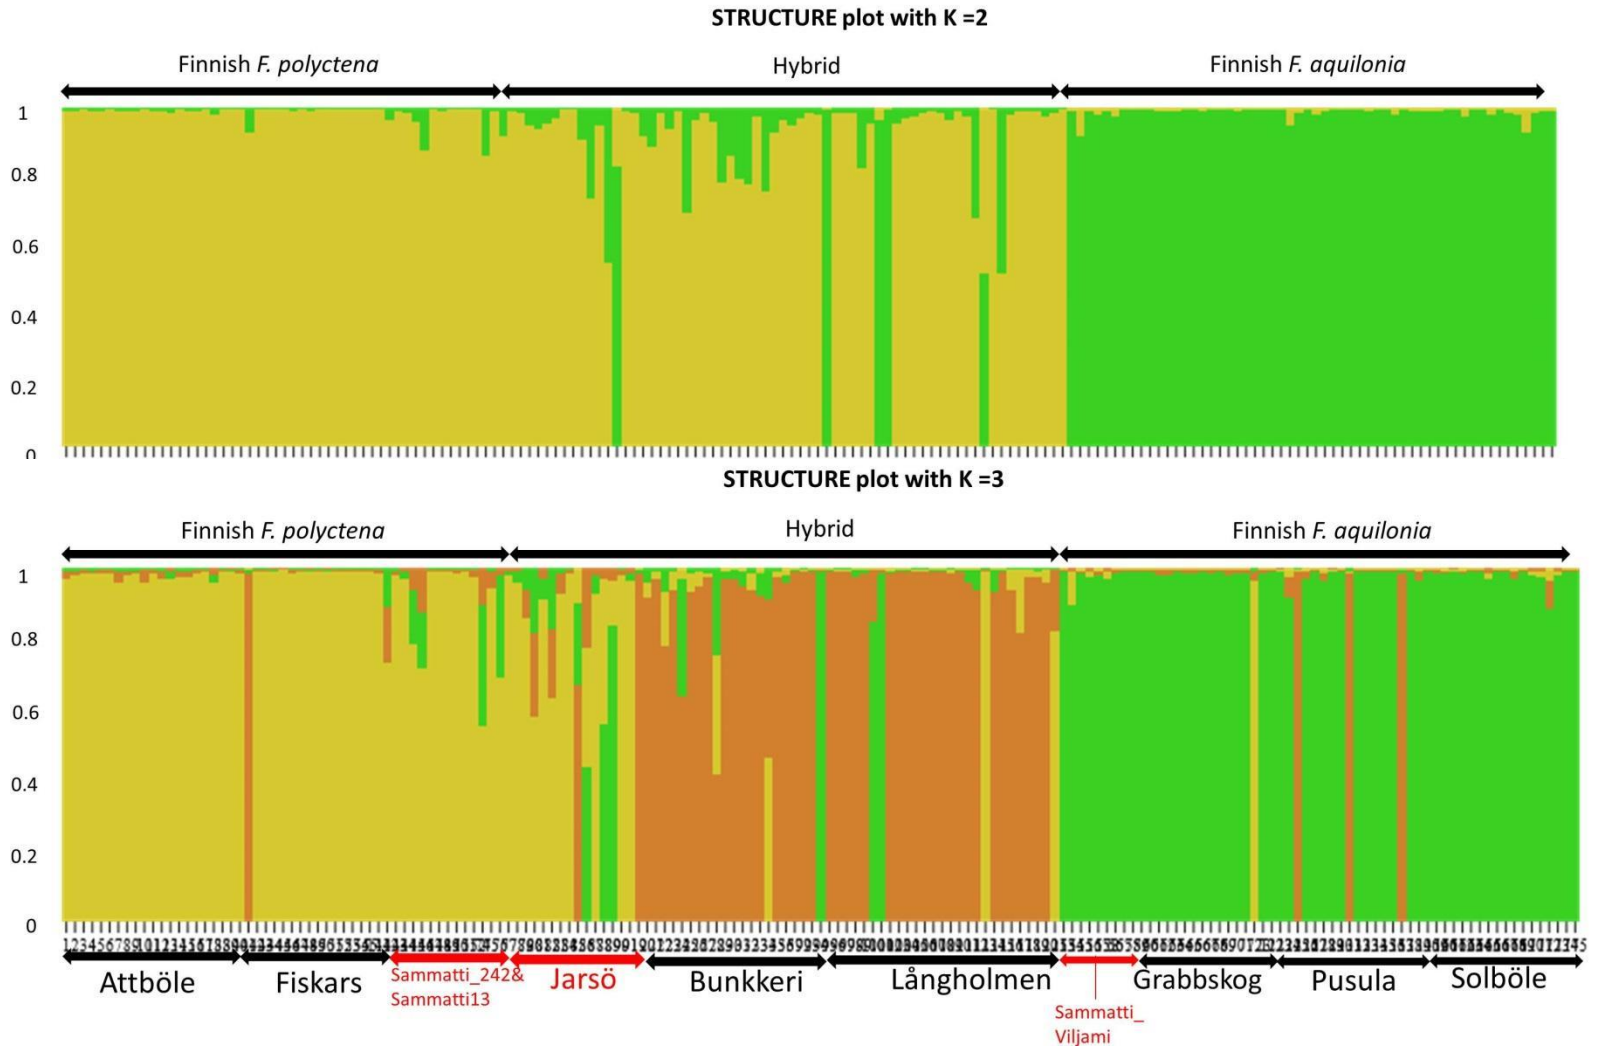 STRUCTURE plot with K =2
Finnish F. polyctena
Hybrid
Finnish F. aquilonia
1
0.8
0.6
0.4
0.2
0
STRUCTURE plot with K =3
Finnish F. polyctena
Hybrid
Finnish F. aquilonia
1
0.8
0.6
0.4
0.2
0
Attböle
Fiskars
Sammatti_242&
Sammatti13
Jarsö
Bunkkeri
Långholmen
Sammatti_
Viljami
Grabbskog
Pusula
Solböle